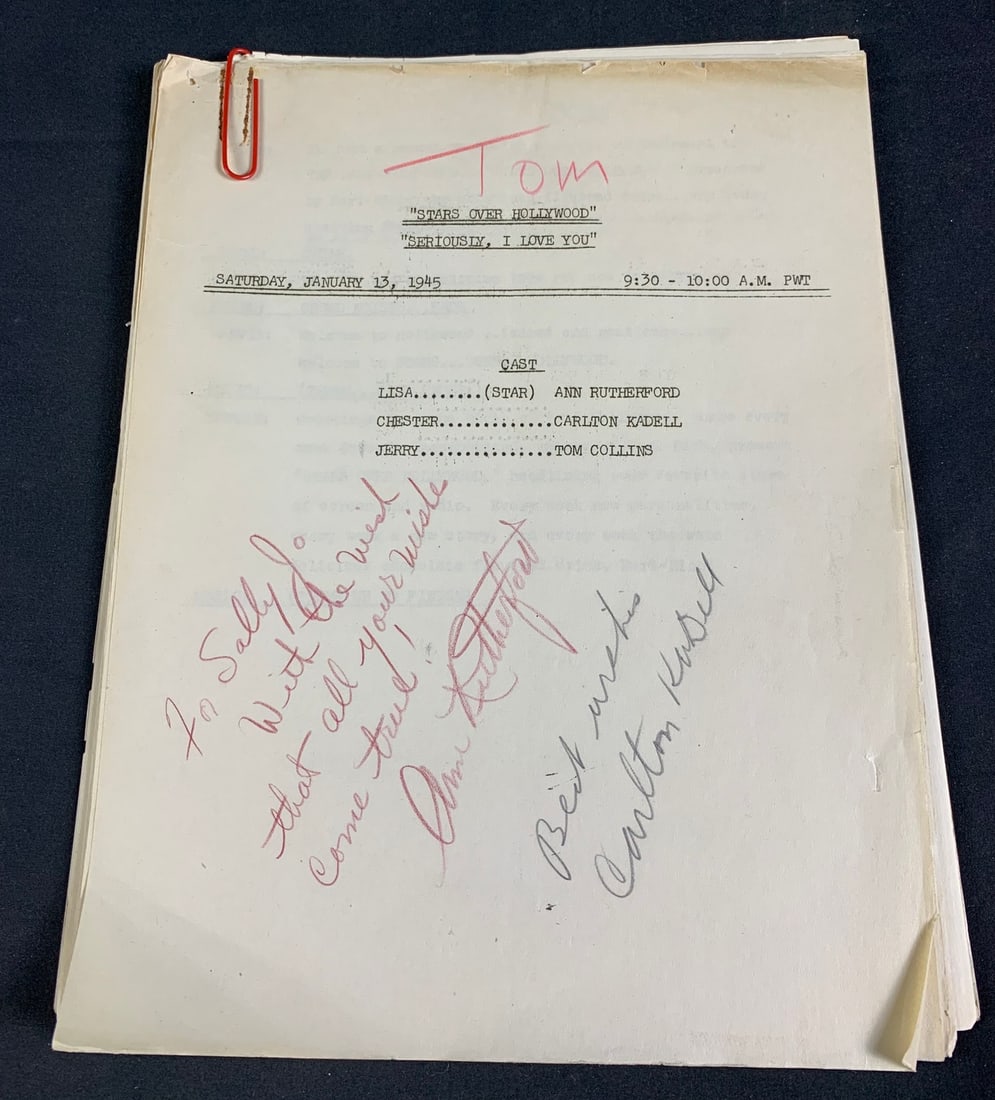 Tom
"STARS OVER HOLLYWOOD"
"SERIOUSLY, I LOVE YOU"
SATURDAY, JANUARY 13, 1945 9:30 - 10:00 A.M. PWT
CAST
LISA........(STAR) ANN RUTHERFORD
CHESTER.............CARLTON KADELL
JERRY...............TOM COLLINS
For Sally Jo
With the wish
that all your wishes
come true!
Ann Rutherford
Best wishes
Carlton KaDell